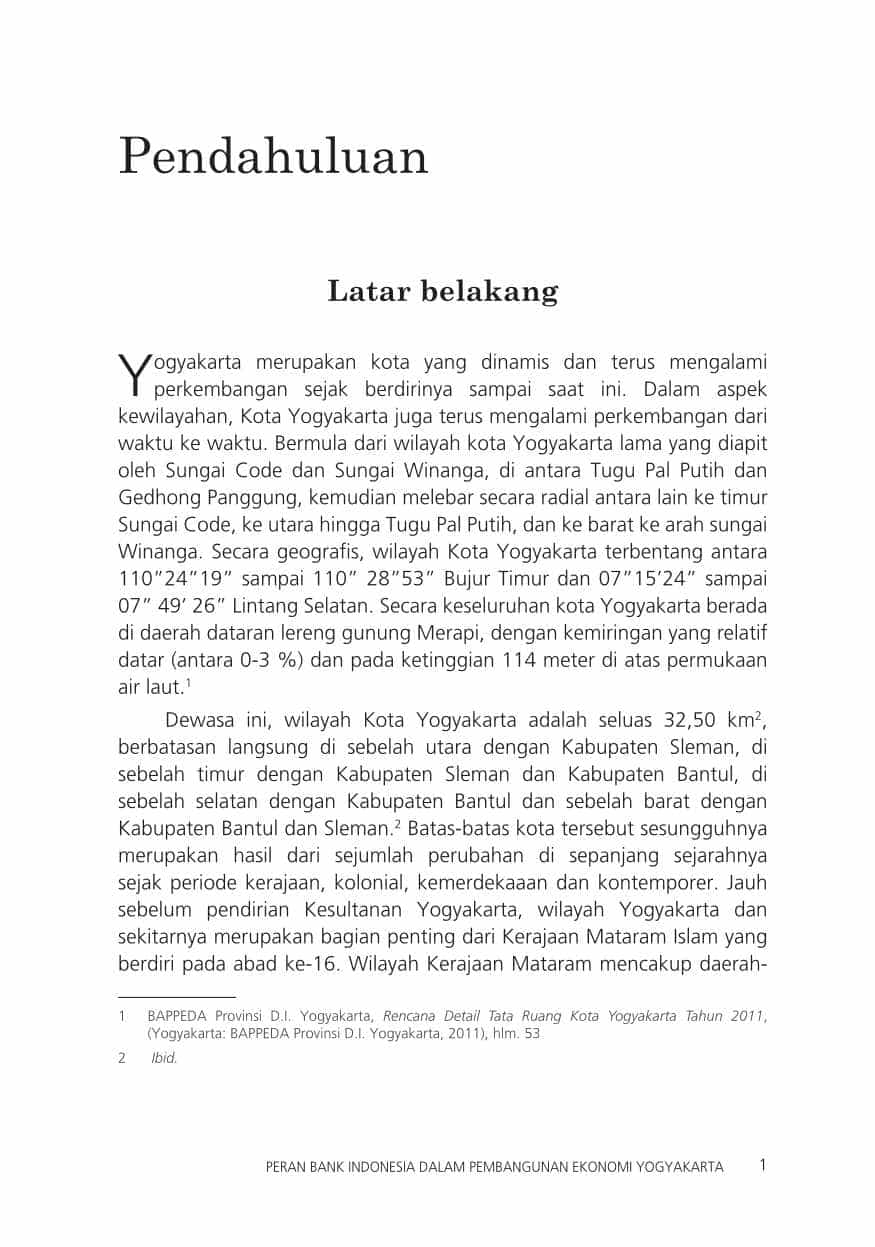 Pendahuluan
Latar belakang
Yogyakarta merupakan kota yang dinamis dan terus mengalami
perkembangan sejak berdirinya sampai saat ini. Dalam aspek
kewilayahan, Kota Yogyakarta juga terus mengalami perkembangan dari
waktu ke waktu. Bermula dari wilayah kota Yogyakarta lama yang diapit
oleh Sungai Code dan Sungai Winanga, di antara Tugu Pal Putih dan
Gedhong Panggung, kemudian melebar secara radial antara lain ke timur
Sungai Code, ke utara hingga Tugu Pal Putih, dan ke barat ke arah sungai
Winanga. Secara geografis, wilayah Kota Yogyakarta terbentang antara
110”24”19” sampai 110” 28”53” Bujur Timur dan 07”15’24” sampai
07” 49’ 26” Lintang Selatan. Secara keseluruhan kota Yogyakarta berada
di daerah dataran lereng gunung Merapi, dengan kemiringan yang relatif
datar (antara 0-3 %) dan pada ketinggian 114 meter di atas permukaan
air laut.¹
Dewasa ini, wilayah Kota Yogyakarta adalah seluas 32,50 km²,
berbatasan langsung di sebelah utara dengan Kabupaten Sleman, di
sebelah timur dengan Kabupaten Sleman dan Kabupaten Bantul, di
sebelah selatan dengan Kabupaten Bantul dan sebelah barat dengan
Kabupaten Bantul dan Sleman.² Batas-batas kota tersebut sesungguhnya
merupakan hasil dari sejumlah perubahan di sepanjang sejarahnya
sejak periode kerajaan, kolonial, kemerdekaaan dan kontemporer. Jauh
sebelum pendirian Kesultanan Yogyakarta, wilayah Yogyakarta dan
sekitarnya merupakan bagian penting dari Kerajaan Mataram Islam yang
berdiri pada abad ke-16. Wilayah Kerajaan Mataram mencakup daerah-
1 BAPPEDA Provinsi D.I. Yogyakarta, Rencana Detail Tata Ruang Kota Yogyakarta Tahun 2011,
(Yogyakarta: BAPPEDA Provinsi D.I. Yogyakarta, 2011), hlm. 53
2 Ibid.
PERAN BANK INDONESIA DALAM PEMBANGUNAN EKONOMI YOGYAKARTA 1